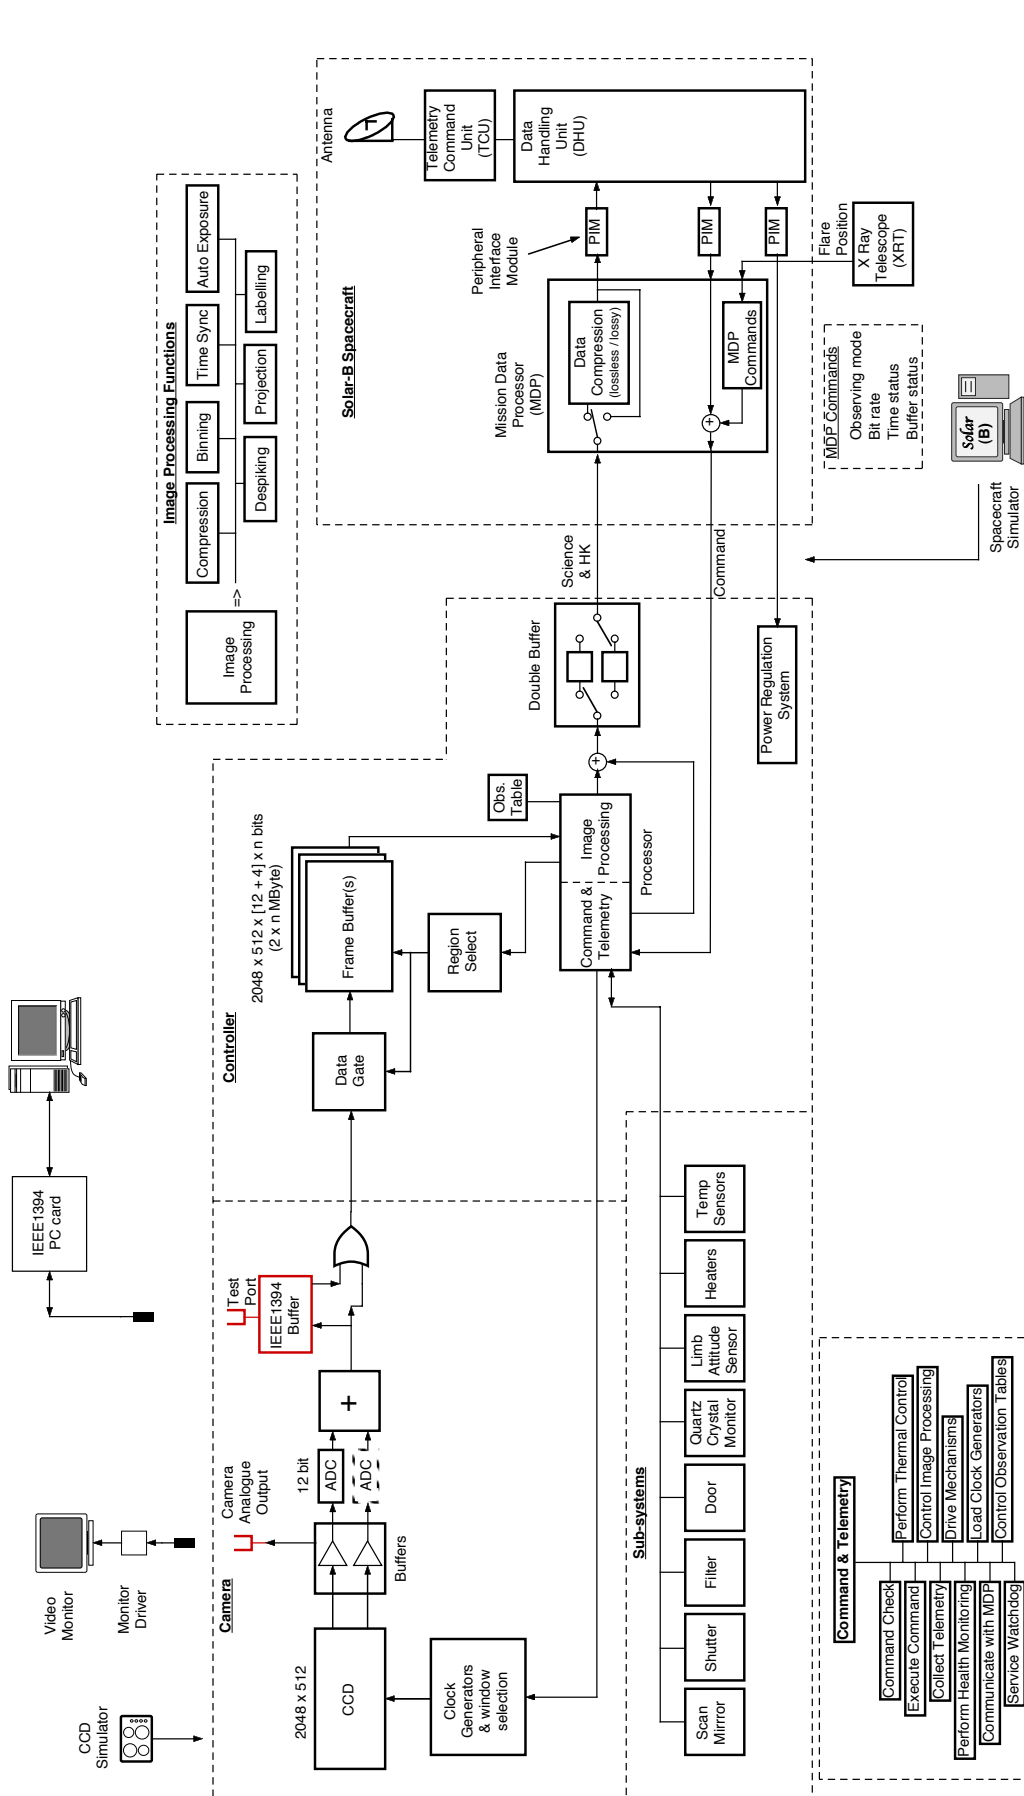 CCD
Simulator
Video
Monitor
Monitor
Driver
IEEE1394
PC card
Camera
2048 x 512
CCD
Clock
Generators
& window
selection
Buffers
Camera
Analogue
Output
12 bit
ADC
ADC
+
Test
Port
IEEE1394
Buffer
Controller
Data
Gate
2048 x 512 x [12 + 4] x n bits
(2 x n MByte)
Frame Buffer(s)
Region
Select
Obs.
Table
Command &
Telemetry
Image
Processing
Processor
+
Double Buffer
Power Regulation
System
Sub-systems
Scan
Mirrror
Shutter
Filter
Door
Quartz
Crystal
Monitor
Limb
Attitude
Sensor
Heaters
Temp
Sensors
Image Processing Functions
Image
Processing
=>
Compression
Binning
Time Sync
Auto Exposure
Despiking
Projection
Labelling
Solar-B Spacecraft
Antenna
Telemetry
Command
Unit
(TCU)
Data
Handling
Unit
(DHU)
Peripheral
Interface
Module
PIM
PIM
PIM
Mission Data
Processor
(MDP)
Data
Compression
(lossless / lossy)
MDP
Commands
+
Science
& HK
Command
Flare
Position
X Ray
Telescope
(XRT)
MDP Commands
Observing mode
Bit rate
Time status
Buffer status
Solar
(B)
Spacecraft
Simulator
Command & Telemetry
Command Check
Execute Command
Collect Telemetry
Perform Health Monitoring
Communicate with MDP
Service Watchdog
Perform Thermal Control
Control Image Processing
Drive Mechanisms
Load Clock Generators
Control Observation Tables